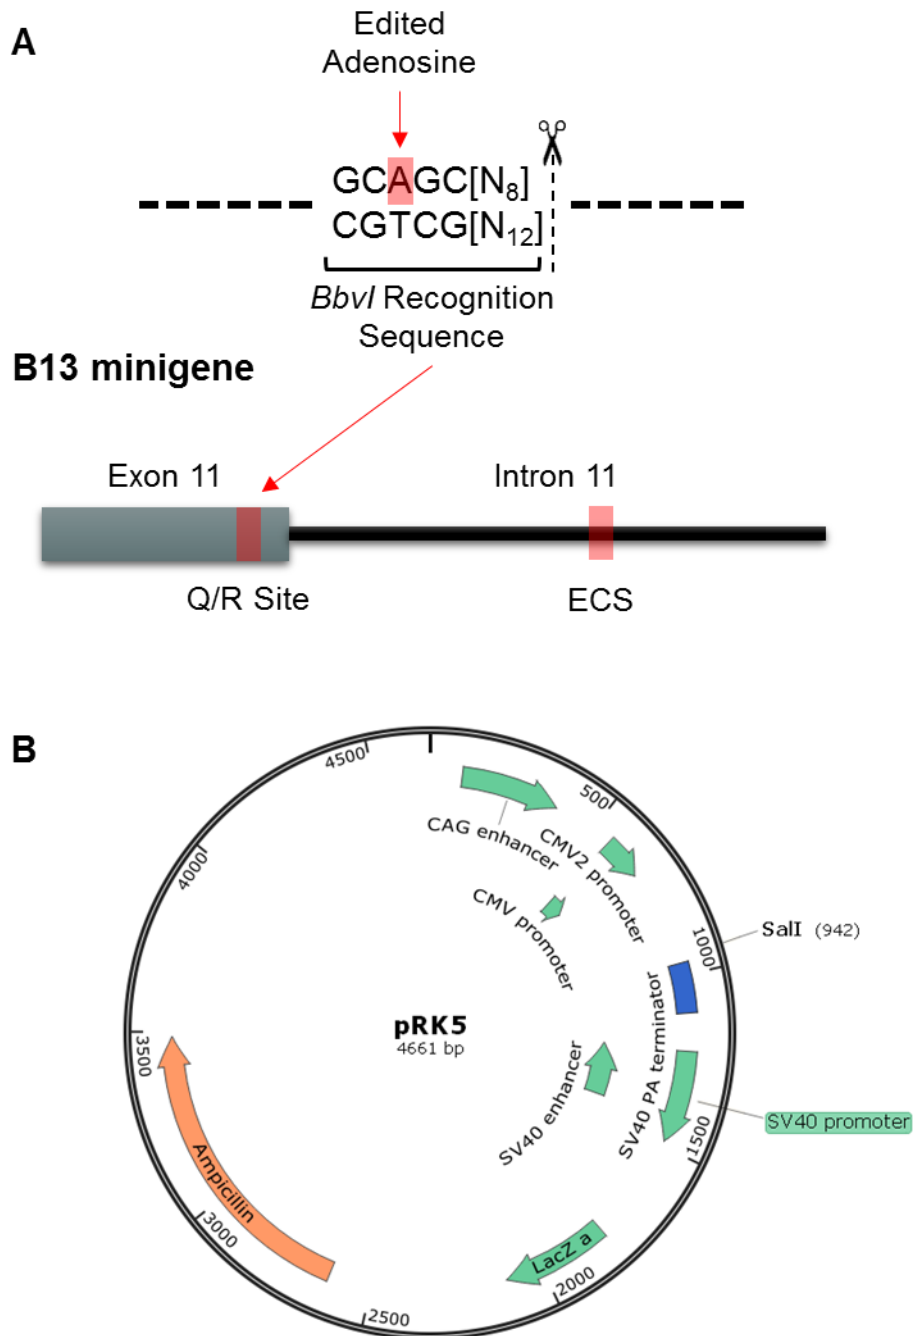 A
Edited
Adenosine
GCAGC[N8]
CGTCG[N12]
BbvI Recognition
Sequence
B13 minigene
Exon 11
Intron 11
Q/R Site
ECS
B
4500
500
CAG enhancer
CMV2 promoter
4000
CMV promoter
SalI (942)
1000
pRK5
4661 bp
SV40 PA terminator
3500
SV40 enhancer
SV40 promoter
1500
Ampicillin
LacZ a
3000
2000
2500